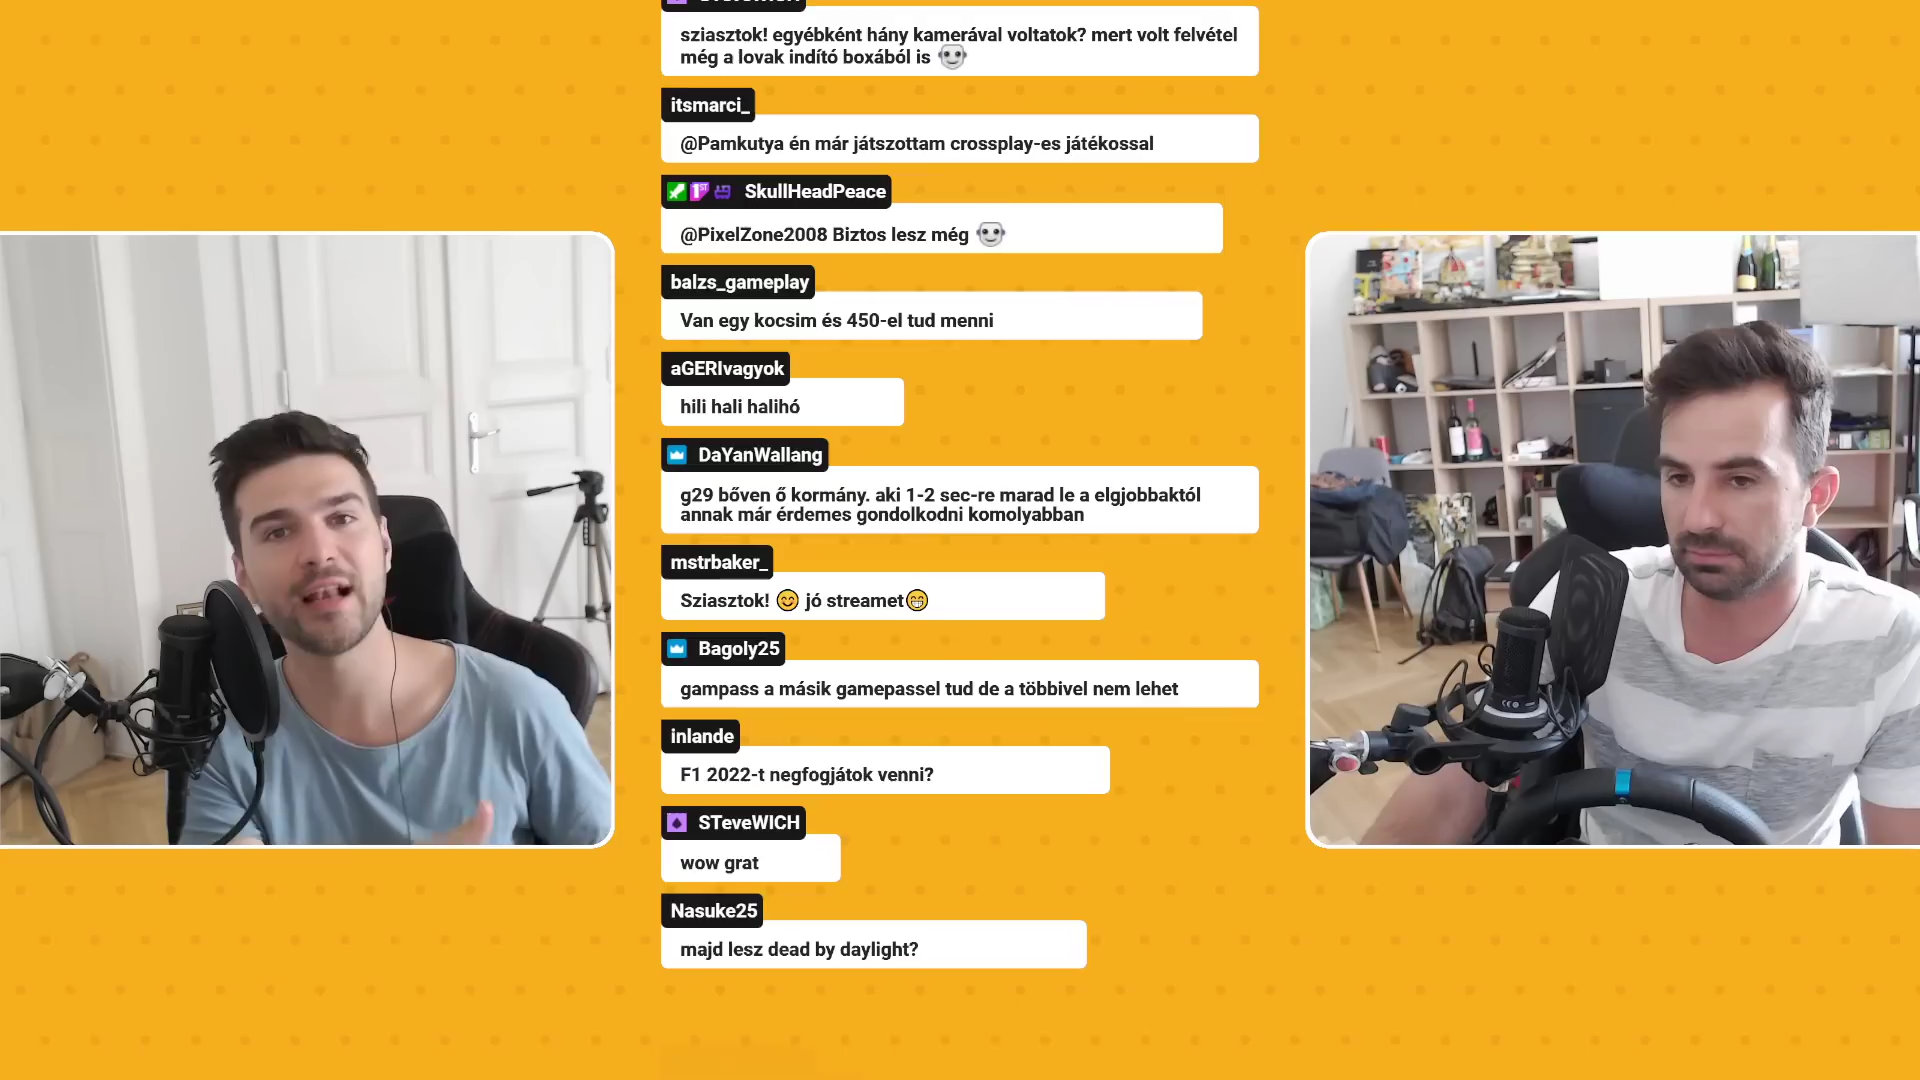 sziasztok! egyébként hány kamerával voltatok? mert volt felvétel
még a lovak indító boxából is
itsmarci_
@Pamkutya én már játszottam crossplay-es játékossal
SkullHeadPeace
@PixelZone2008 Biztos lesz még
balzs_gameplay
Van egy kocsim és 450-el tud menni
aGERIvagyok
hili hali halihó
DaYanWallang
g29 bőven ő kormány. aki 1-2 sec-re marad le a elgjobbaktól
annak már érdemes gondolkodni komolyabban
mstrbaker_
Sziasztok! 😊 jó streamet😁
Bagoly25
gampass a másik gamepassel tud de a többivel nem lehet
inlande
F1 2022-t negfogjátok venni?
STeveWICH
wow grat
Nasuke25
majd lesz dead by daylight?